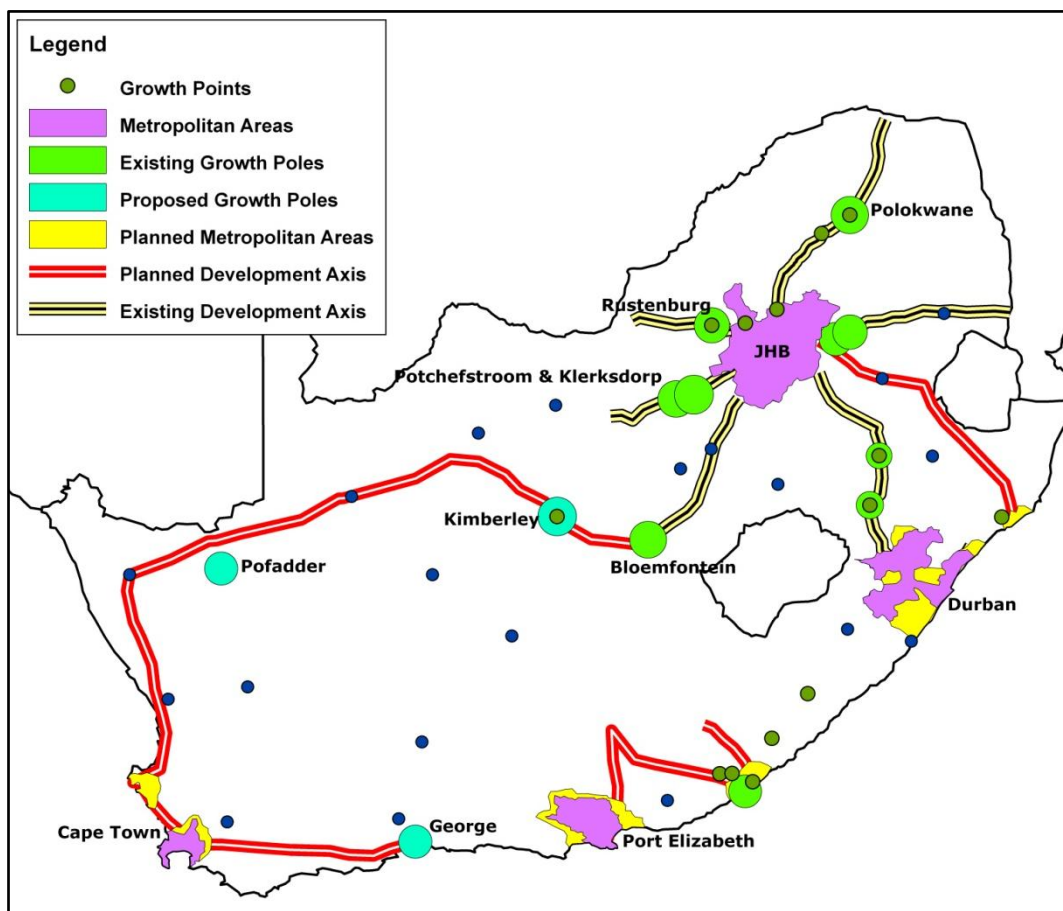 Legend
Growth Points
Metropolitan Areas
Existing Growth Poles
Proposed Growth Poles
Planned Metropolitan Areas
Planned Development Axis
Existing Development Axis
Polokwane
Rustenburg
JHB
Potchefstroom & Klerksdorp
Kimberley
Bloemfontein
Pofadder
Durban
Cape Town
George
Port Elizabeth